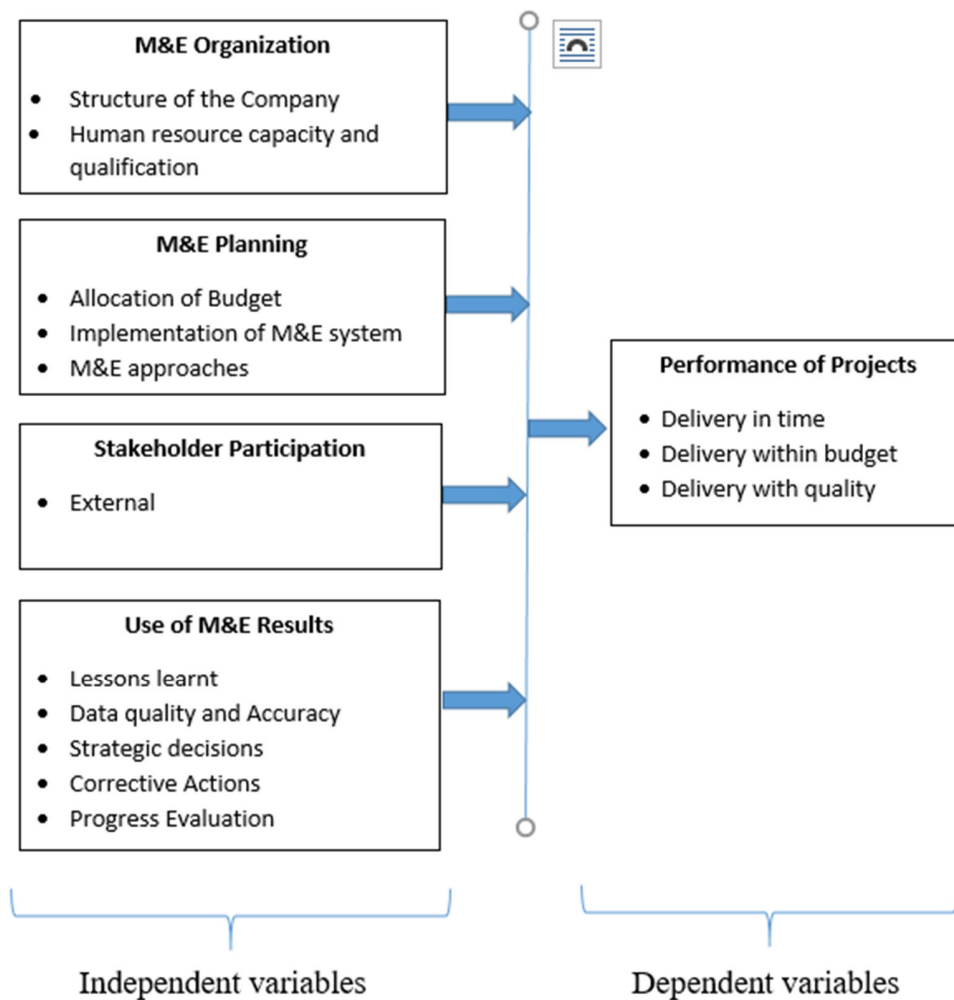 M&E Organization
• Structure of the Company
• Human resource capacity and
qualification
M&E Planning
• Allocation of Budget
• Implementation of M&E system
• M&E approaches
Stakeholder Participation
• External
Use of M&E Results
• Lessons learnt
• Data quality and Accuracy
• Strategic decisions
• Corrective Actions
• Progress Evaluation
Performance of Projects
• Delivery in time
• Delivery within budget
• Delivery with quality
Independent variables
Dependent variables